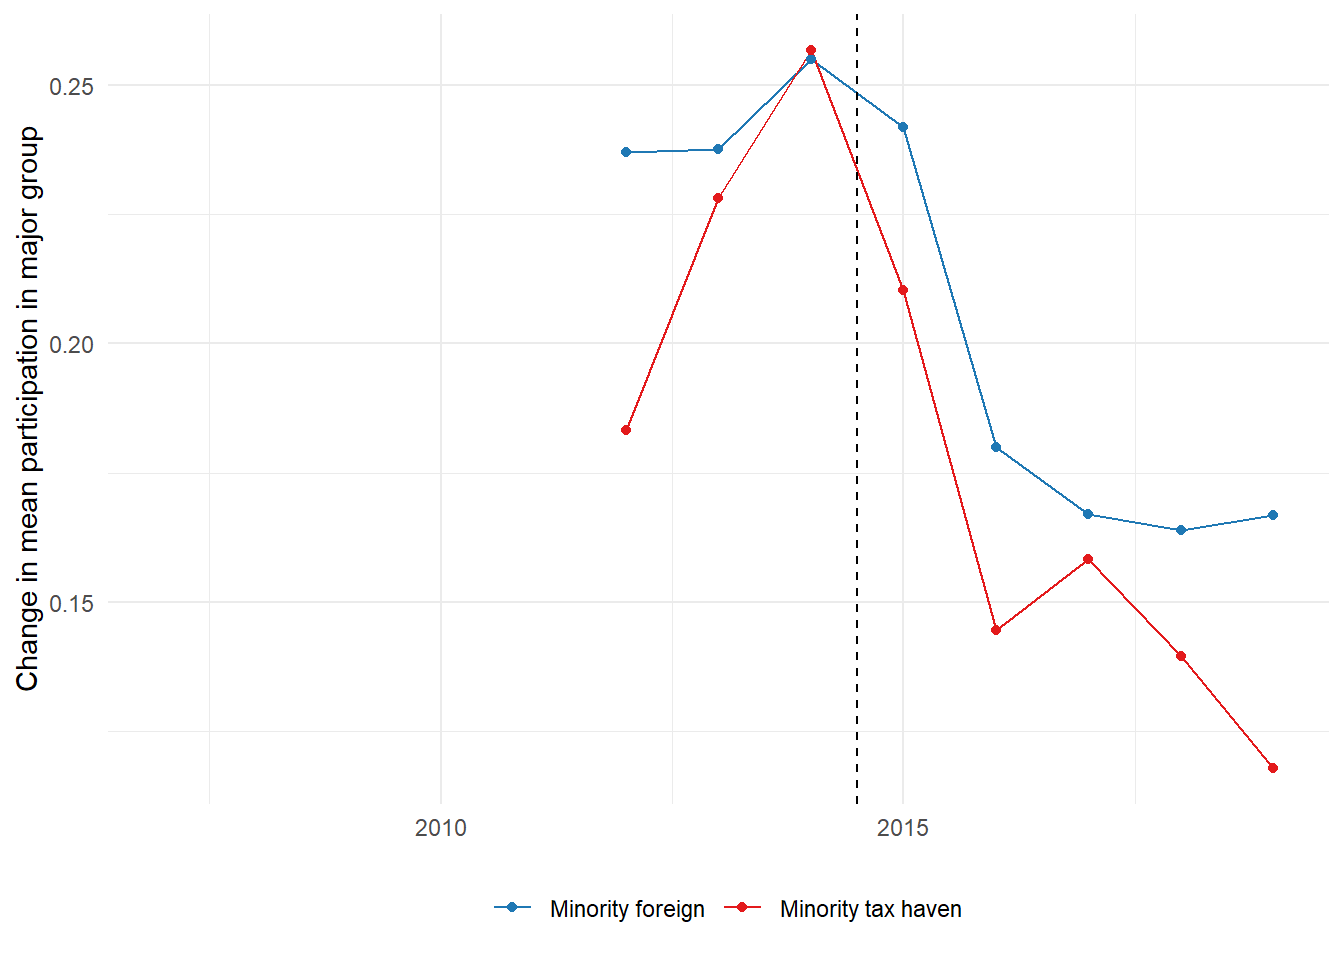 Change in mean participation in major group
0.25
0.20
0.15
2010
2015
Minority foreign
Minority tax haven